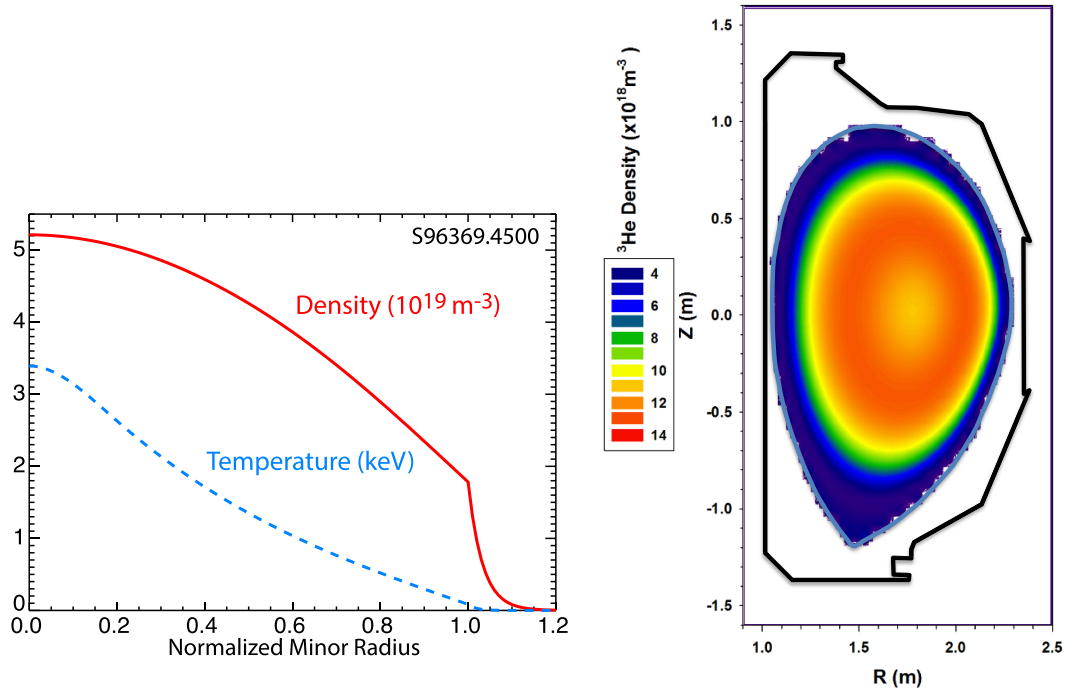 S96369.4500
Density (10¹⁹ m⁻³)
Temperature (keV)
5
4
3
2
1
0
0.0 0.2 0.4 0.6 0.8 1.0 1.2
Normalized Minor Radius
³He Density (x10¹⁸m⁻³ )
4
6
8
10
12
14
Z (m)
1.5
1.0
0.5
0.0
-0.5
-1.0
-1.5
1.0 1.5 2.0 2.5
R (m)